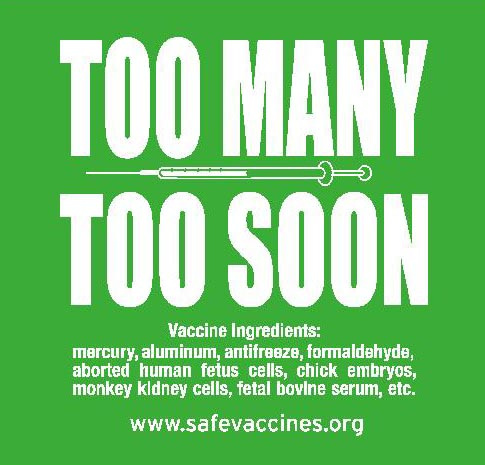 TOO MANY
TOO SOON
Vaccine Ingredients:
mercury, aluminum, antifreeze, formaldehyde,
aborted human fetus cells, chick embryos,
monkey kidney cells, fetal bovine serum, etc.
www.safevaccines.org